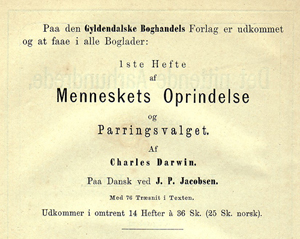 Paa den Gyldendalske Boghandels Forlag er udkommet
og at faae i alle Boglader:
1ste Hefte
af
Menneskets Oprindelse
og
Parringsvalget.
Af
Charles Darwin.
Paa Dansk ved J. P. Jacobsen.
Med 76 Træsnit i Texten.
Udkommer i omtrent 14 Hefter à 36 Sk. (25 Sk. norsk).